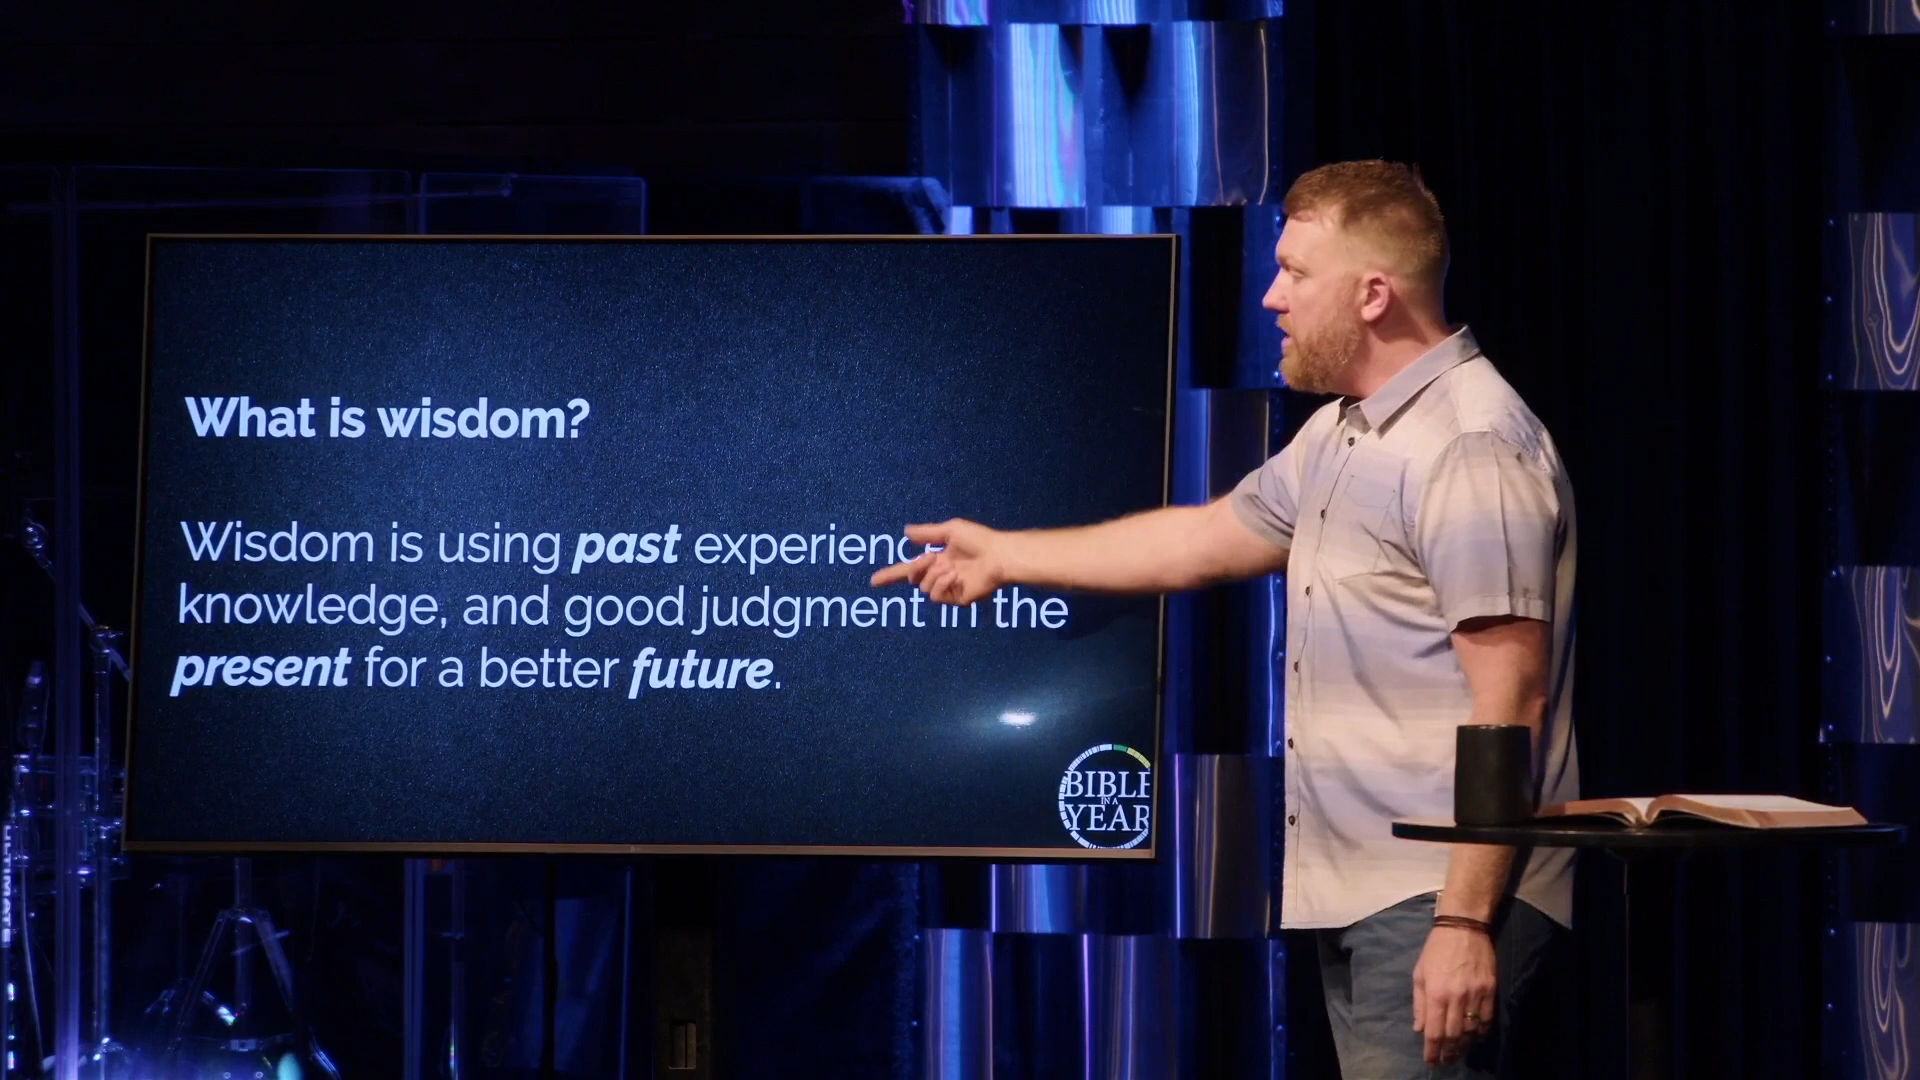 What is wisdom?
Wisdom is using past experience
knowledge, and good judgment in the
present for a better future.
BIBLE
IN A
YEAR